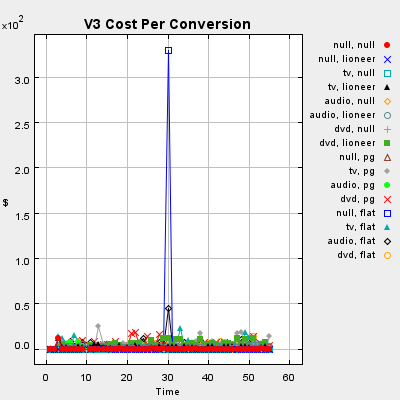 V3 Cost Per Conversion
x10^2
3.0
2.5
2.0
1.5
1.0
0.5
0.0
$
0 10 20 30 40 50 60
Time
null, null
null, lioneer
tv, null
tv, lioneer
audio, null
audio, lioneer
dvd, null
dvd, lioneer
null, pg
tv, pg
audio, pg
dvd, pg
null, flat
tv, flat
audio, flat
dvd, flat